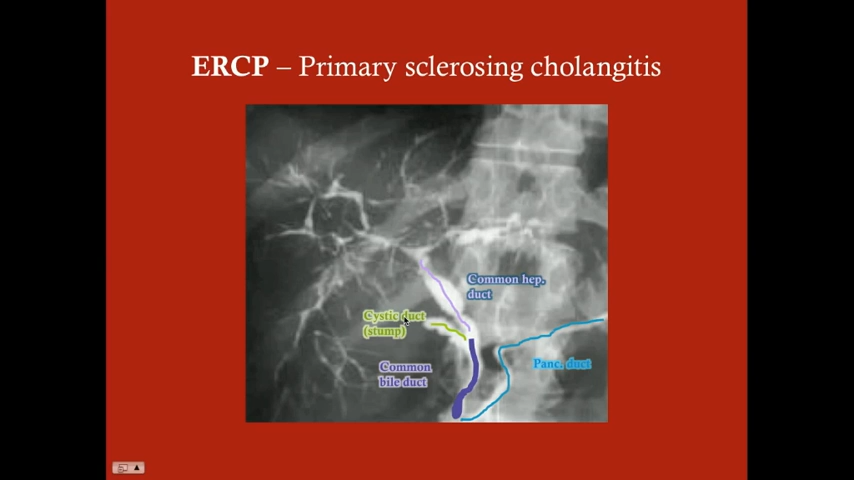 ERCP – Primary sclerosing cholangitis
Common hep.
duct
Cystic duct
(stump)
Common
bile duct
Panc. duct